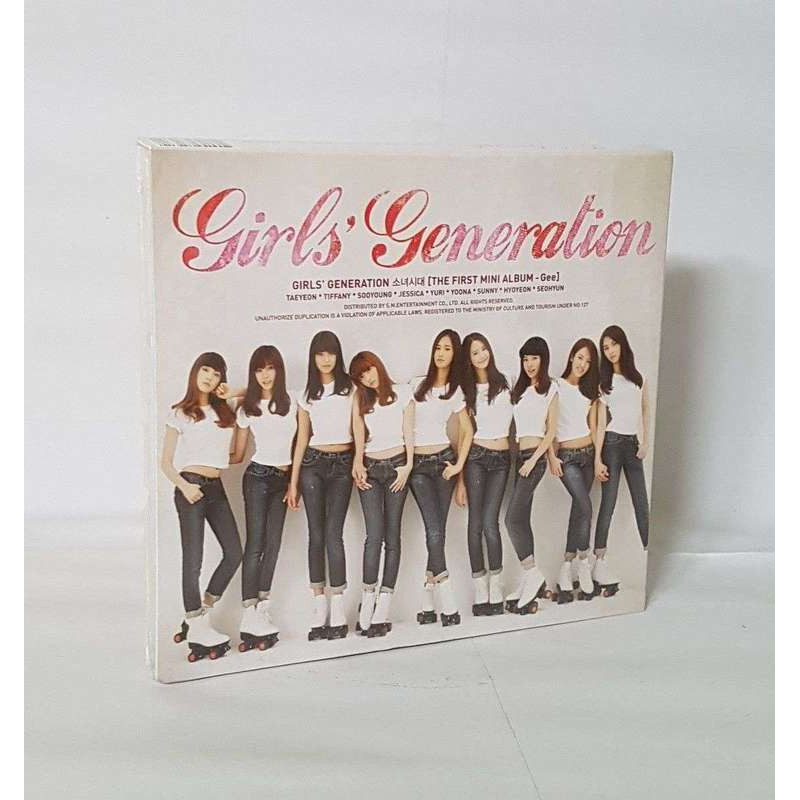 Girls' Generation
GIRLS' GENERATION 소녀시대 [THE FIRST MINI ALBUM - Gee]
TAEYEON * TIFFANY * SOOYOUNG * JESSICA * YURI * YOONA * SUNNY * HYOYEON * SEOHYUN
DISTRIBUTED BY S.M.ENTERTAINMENT CO., LTD. ALL RIGHTS RESERVED.
UNAUTHORIZE DUPLICATION IS A VIOLATION OF APPLICABLE LAWS. REGISTERED TO THE MINISTRY OF CULTURE AND TOURISM UNDER NO.127